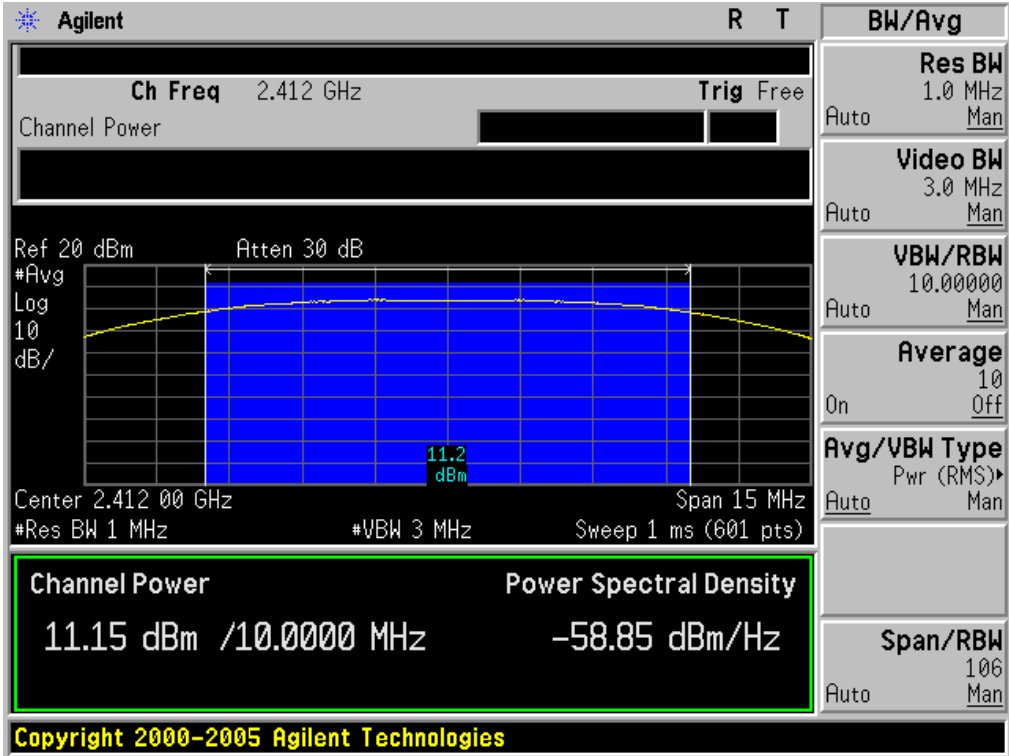 Agilent R T
Ch Freq 2.412 GHz Trig Free
Channel Power
Ref 20 dBm Atten 30 dB
#Avg
Log
10
dB/
11.2
dBm
Center 2.412 00 GHz Span 15 MHz
#Res BW 1 MHz #VBW 3 MHz Sweep 1 ms (601 pts)
Channel Power Power Spectral Density
11.15 dBm /10.0000 MHz -58.85 dBm/Hz
Copyright 2000-2005 Agilent Technologies
BW/Avg
Res BW
1.0 MHz
Auto Man
Video BW
3.0 MHz
Auto Man
VBW/RBW
10.00000
Auto Man
Average
10
On Off
Avg/VBW Type
Pwr (RMS)▸
Auto Man
Span/RBW
106
Auto Man